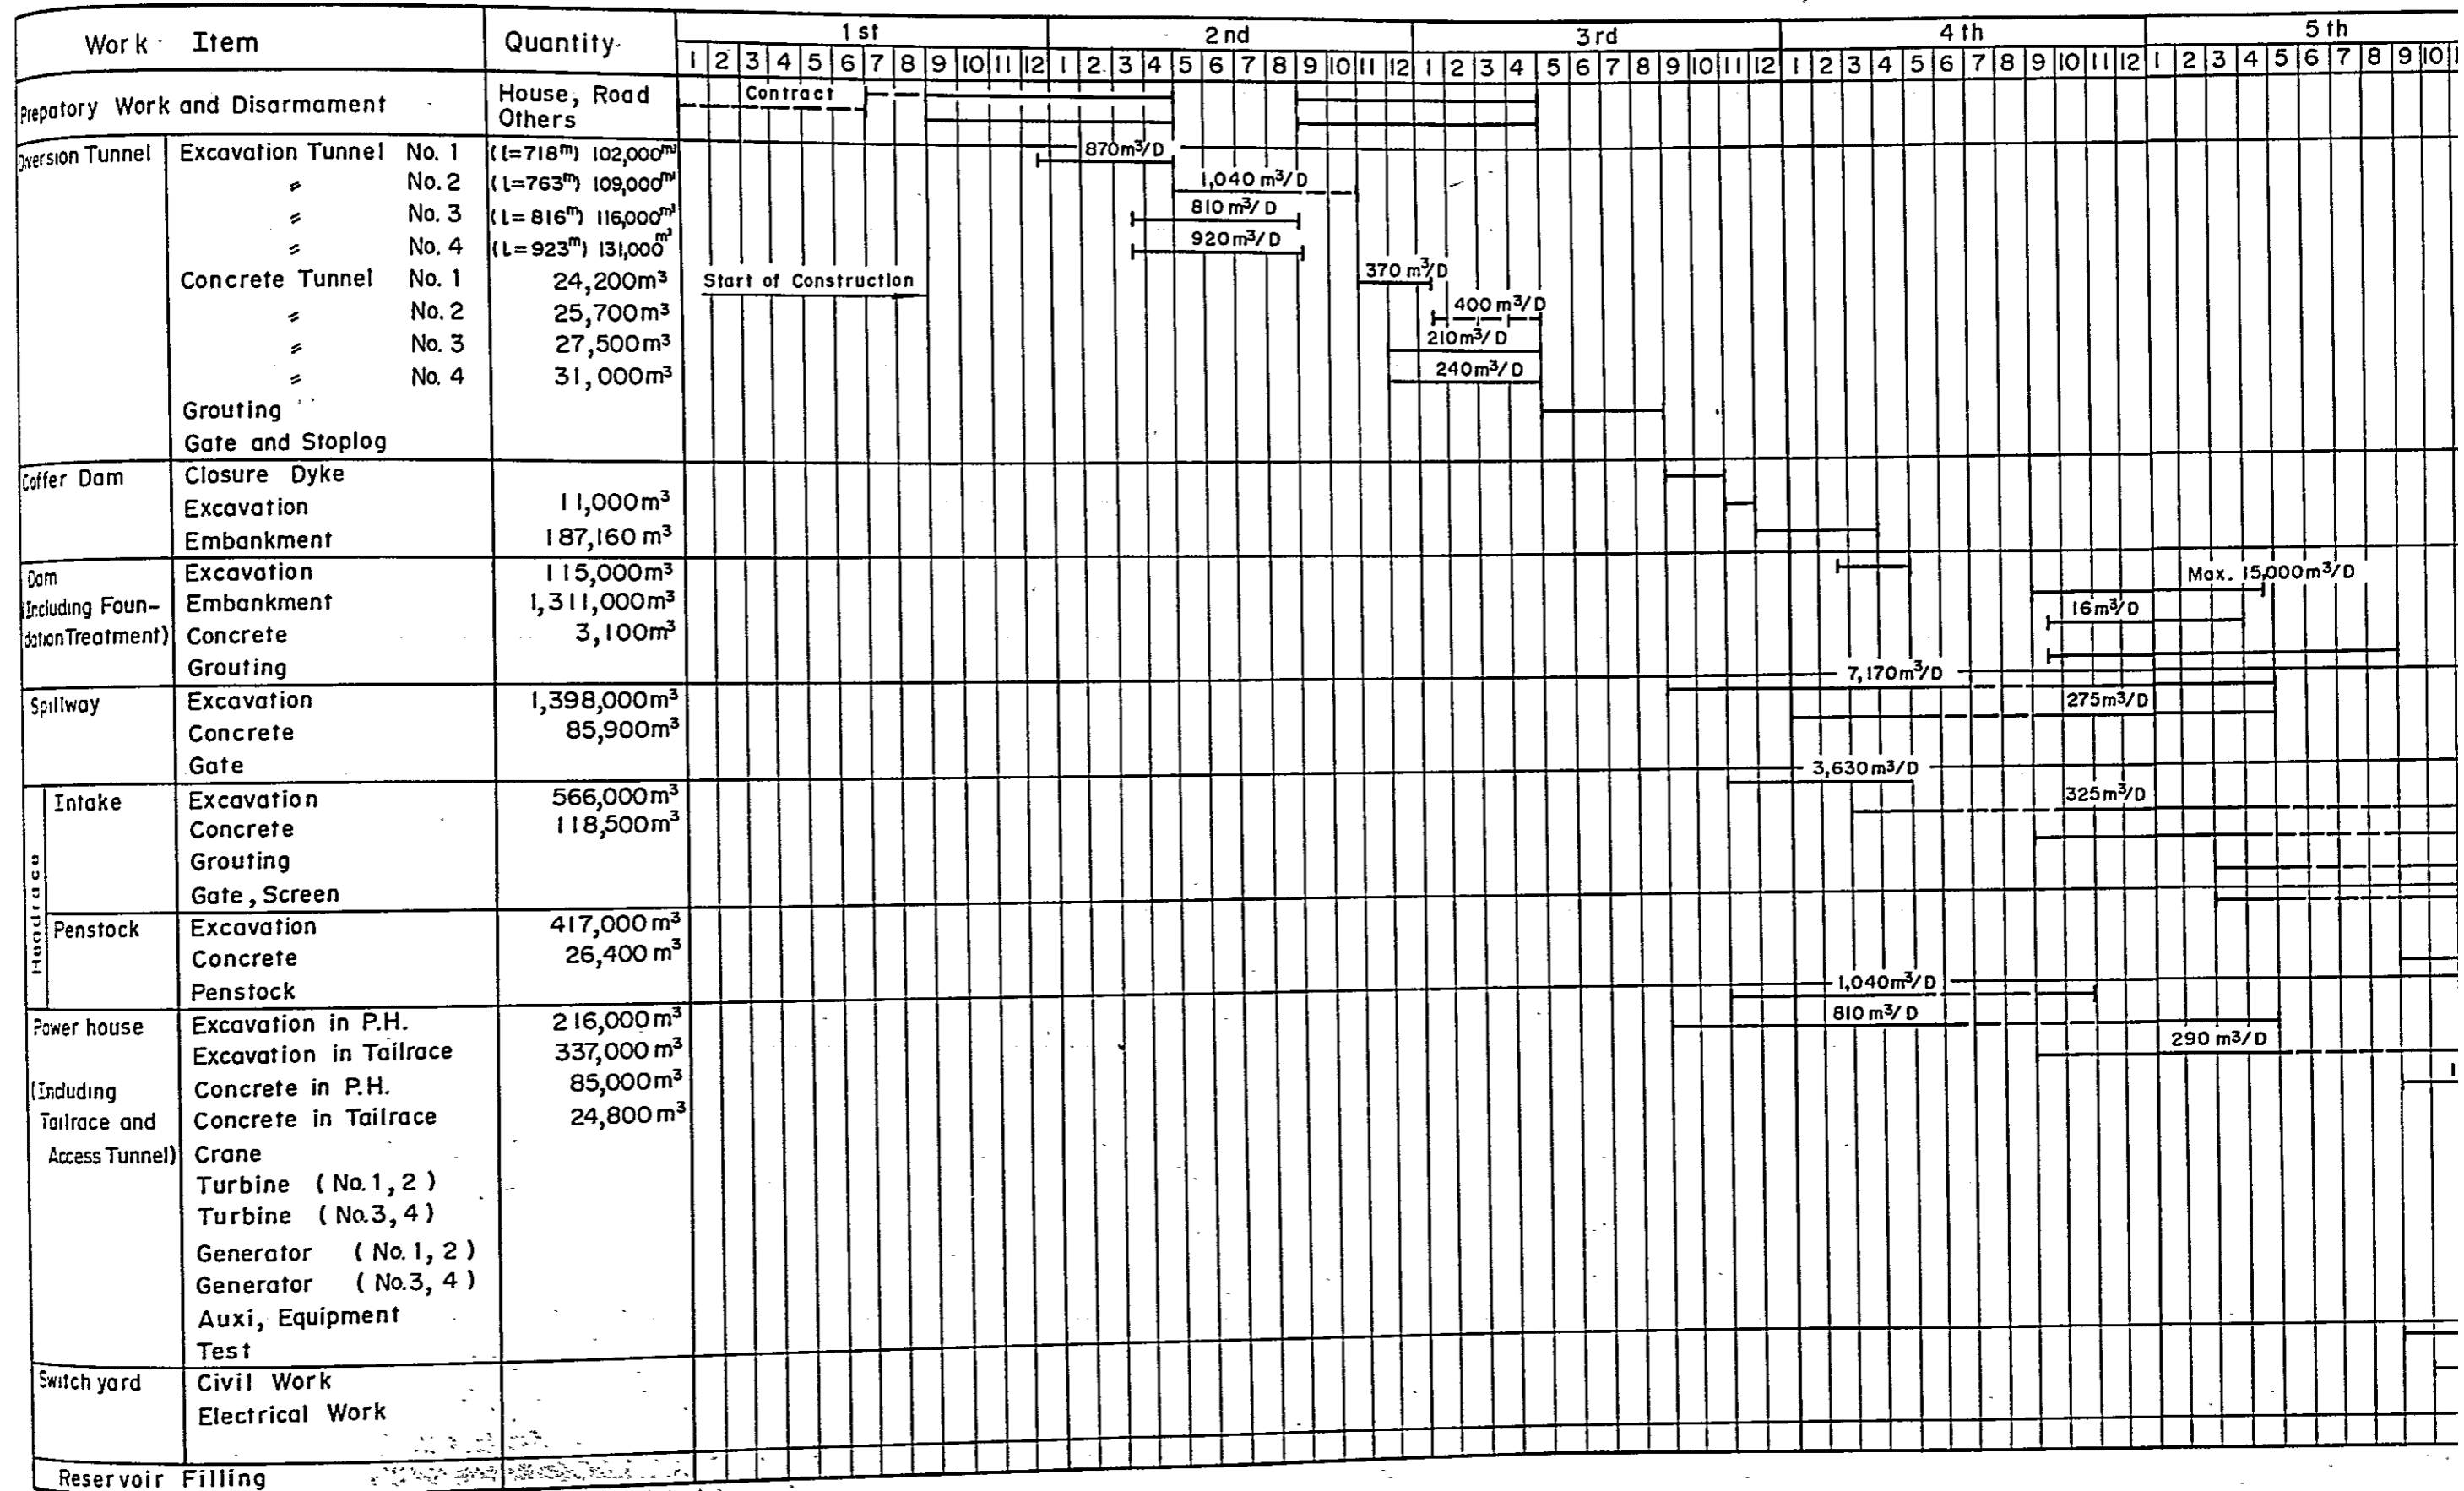 Work Item Quantity 1st 2nd 3rd 4th 5th
1 2 3 4 5 6 7 8 9 10 11 12 1 2 3 4 5 6 7 8 9 10 11 12 1 2 3 4 5 6 7 8 9 10 11 12 1 2 3 4 5 6 7 8 9 10 11 12 1 2 3 4 5 6 7 8 9 10
Prepatory Work and Disarmament House, Road Others Contract
Diversion Tunnel Excavation Tunnel No. 1 (l=718m) 102,000m³ 870m³/D
〃 No. 2 (l=763m) 109,000m³ 1,040 m³/D
〃 No. 3 (l=816m) 116,000m³ 810 m³/D
〃 No. 4 (l=923m) 131,000m³ 920m³/D
Concrete Tunnel No. 1 24,200m³ Start of Construction 370 m³/D
〃 No. 2 25,700m³ 400 m³/D
〃 No. 3 27,500m³ 210m³/D
〃 No. 4 31,000m³ 240m³/D
Grouting
Gate and Stoplog
Coffer Dam Closure Dyke
Excavation 11,000m³
Embankment 187,160 m³
Dam Excavation 115,000m³
(Including Foun- Embankment 1,311,000m³ Max. 15,000m³/D
dation Treatment) Concrete 3,100m³ 16m³/D
Grouting
Spillway Excavation 1,398,000m³ 7,170m³/D
Concrete 85,900m³ 275m³/D
Gate
Headrace
Intake Excavation 566,000m³ 3,630m³/D
Concrete 118,500m³ 325m³/D
Grouting
Gate, Screen
Penstock Excavation 417,000m³
Concrete 26,400 m³
Penstock
Power house Excavation in P.H. 216,000m³ 1,040m³/D
Excavation in Tailrace 337,000 m³ 810 m³/D
(Including Concrete in P.H. 85,000m³ 290 m³/D
Tailrace and Concrete in Tailrace 24,800 m³
Access Tunnel) Crane
Turbine (No. 1, 2)
Turbine (No. 3, 4)
Generator (No. 1, 2)
Generator (No. 3, 4)
Auxi, Equipment
Test
Switch yard Civil Work
Electrical Work
Reservoir Filling